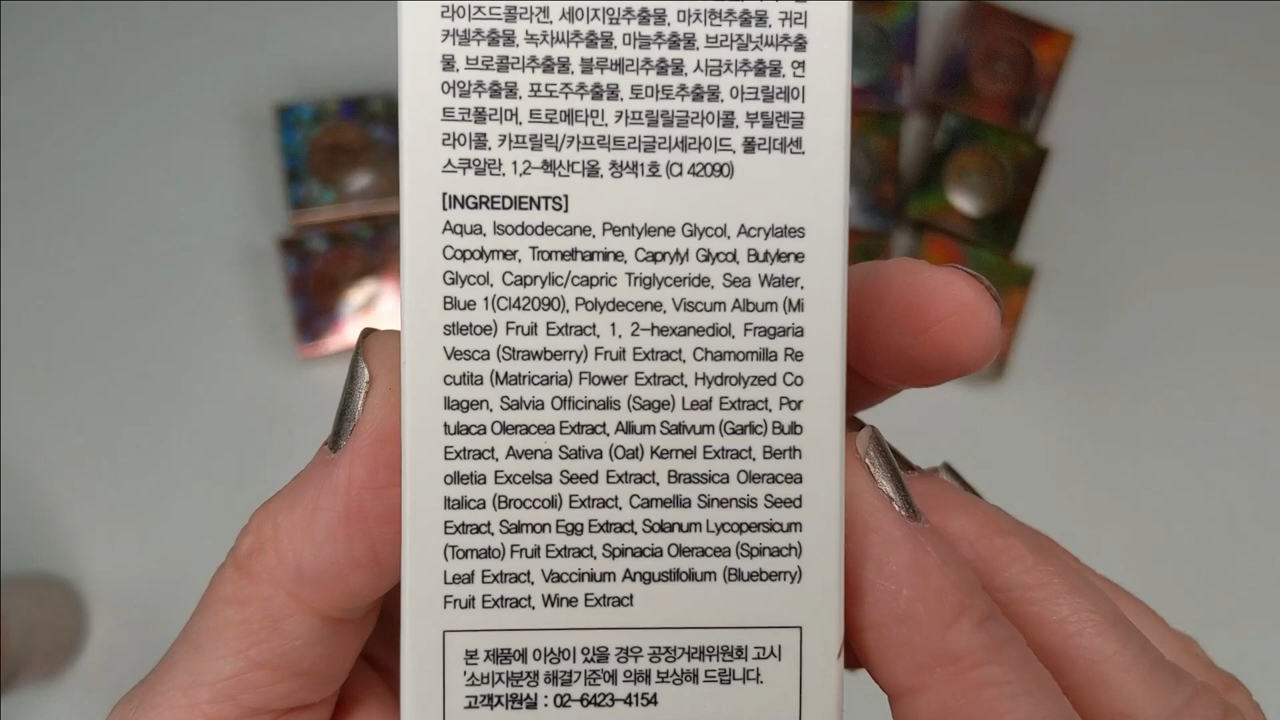 라이즈드콜라겐, 세이지잎추출물, 마치현추출물, 귀리
커넬추출물, 녹차씨추출물, 마늘추출물, 브라질넛씨추출
물, 브로콜리추출물, 블루베리추출물, 시금치추출물, 연
어알추출물, 포도주추출물, 토마토추출물, 아크릴레이
트코폴리머, 트로메타민, 카프릴릴글라이콜, 부틸렌글
라이콜, 카프릴릭/카프릭트리글리세라이드, 폴리데센,
스쿠알란, 1,2-헥산디올, 청색1호 (CI 42090)
[INGREDIENTS]
Aqua, Isododecane, Pentylene Glycol, Acrylates
Copolymer, Tromethamine, Caprylyl Glycol, Butylene
Glycol, Caprylic/capric Triglyceride, Sea Water,
Blue 1(CI42090), Polydecene, Viscum Album (Mi
stletoe) Fruit Extract, 1, 2-hexanediol, Fragaria
Vesca (Strawberry) Fruit Extract, Chamomilla Re
cutita (Matricaria) Flower Extract, Hydrolyzed Co
llagen, Salvia Officinalis (Sage) Leaf Extract, Por
tulaca Oleracea Extract, Allium Sativum (Garlic) Bulb
Extract, Avena Sativa (Oat) Kernel Extract, Berth
olletia Excelsa Seed Extract, Brassica Oleracea
Italica (Broccoli) Extract, Camellia Sinensis Seed
Extract, Salmon Egg Extract, Solanum Lycopersicum
(Tomato) Fruit Extract, Spinacia Oleracea (Spinach)
Leaf Extract, Vaccinium Angustifolium (Blueberry)
Fruit Extract, Wine Extract
본 제품에 이상이 있을 경우 공정거래위원회 고시
'소비자분쟁 해결기준'에 의해 보상해 드립니다.
고객지원실 : 02-6423-4154